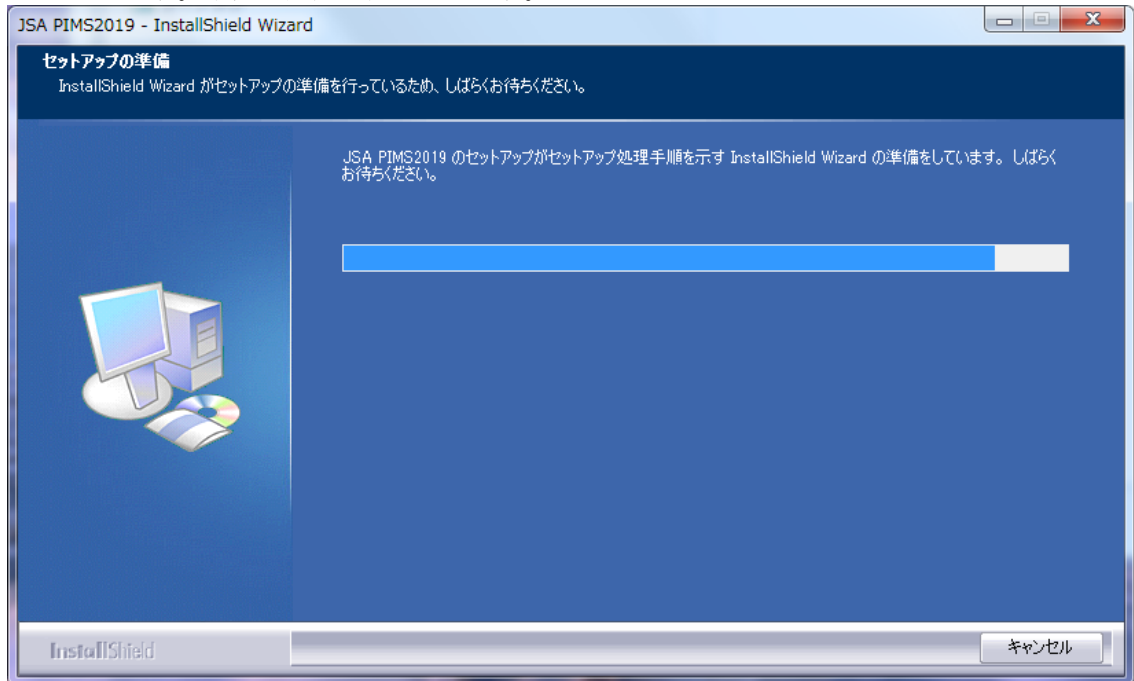 JSA PIMS2019 - InstallShield Wizard
セットアップの準備
InstallShield Wizard がセットアップの準備を行っているため、しばらくお待ちください。
JSA PIMS2019 のセットアップがセットアップ処理手順を示す InstallShield Wizard の準備をしています。しばらく
お待ちください。
InstallShield
キャンセル